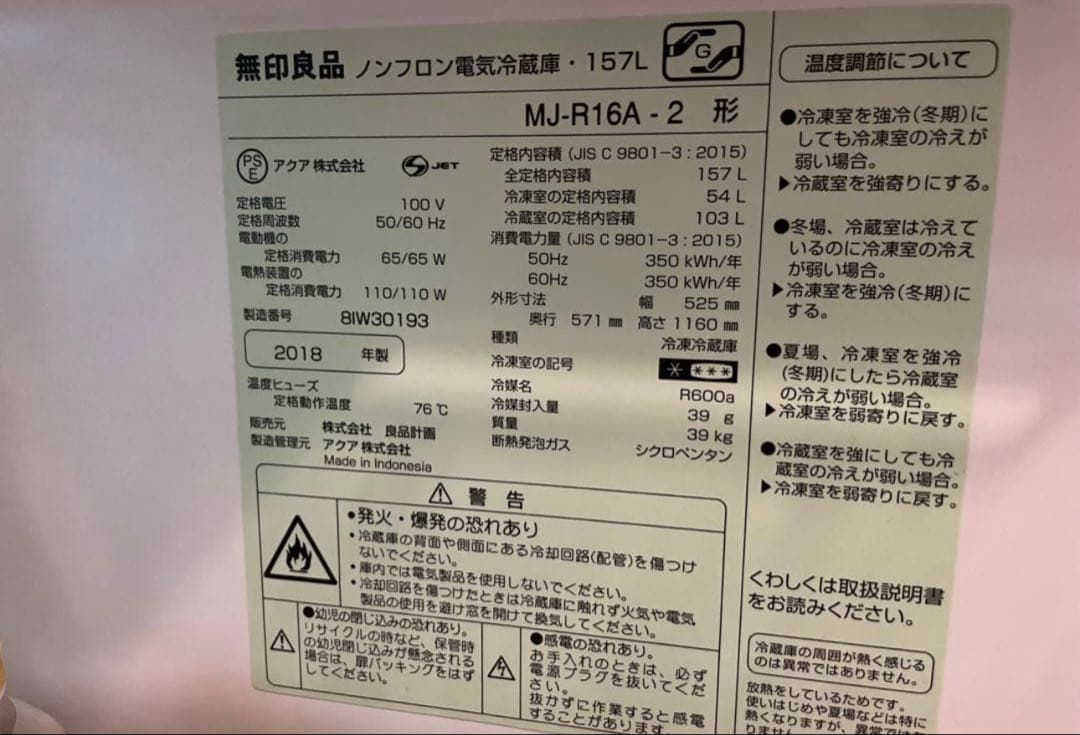 無印良品 ノンフロン電気冷蔵庫・157L
G
MJ-R16A - 2 形
PS
E
アクア 株式会社
S JET
定格電圧 100 V
定格周波数 50/60 Hz
電動機の
定格消費電力 65/65 W
電熱装置の
定格消費電力 110/110 W
製造番号 8IW30193
2018 年製
温度ヒューズ
定格動作温度 76 ℃
販売元 株式会社 良品計画
製造管理元 アクア 株式会社
Made in Indonesia
定格内容積 (JIS C 9801-3 : 2015)
全定格内容積 157 L
冷凍室の定格内容積 54 L
冷蔵室の定格内容積 103 L
消費電力量 (JIS C 9801-3 : 2015)
50Hz 350 kWh/年
60Hz 350 kWh/年
外形寸法 幅 525 mm
奥行 571 mm 高さ 1160 mm
種類 冷凍冷蔵庫
冷凍室の記号 * ***
冷媒名 R600a
冷媒封入量 39 g
質量 39 kg
断熱発泡ガス シクロペンタン
⚠ 警 告
●発火・爆発の恐れあり
・冷蔵庫の背面や側面にある冷却回路(配管)を傷つけ
ないでください。
・庫内では電気製品を使用しないでください。
・冷却回路を傷つけたときは冷蔵庫に触れず火気や電気
製品の使用を避け窓を開けて換気してください。
●幼児の閉じ込みの恐れあり。
リサイクルの時など、保管時
の幼児閉じ込みが懸念される
場合は、扉パッキングをはず
してください。
●感電の恐れあり。
お手入れのときは、必ず
電源プラグを抜いてくだ
さい。
抜かずに作業すると感電
することがあります。
温度調節について
●冷凍室を強冷(冬期)に
しても冷凍室の冷えが
弱い場合。
▶冷蔵室を強寄りにする。
●冬場、冷蔵室は冷えて
いるのに冷凍室の冷え
が弱い場合。
▶冷凍室を強冷(冬期)に
する。
●夏場、冷凍室を強冷
(冬期)にしたら冷蔵室
の冷えが弱い場合。
▶冷凍室を弱寄りに戻す。
●冷蔵室を強にしても冷
蔵室の冷えが弱い場合。
▶冷凍室を弱寄りに戻す。
くわしくは取扱説明書
をお読みください。
冷蔵庫の周囲が熱く感じる
のは異常ではありません。
放熱をしているためです。
使いはじめや夏場などは特に
熱くなりますが、異常では